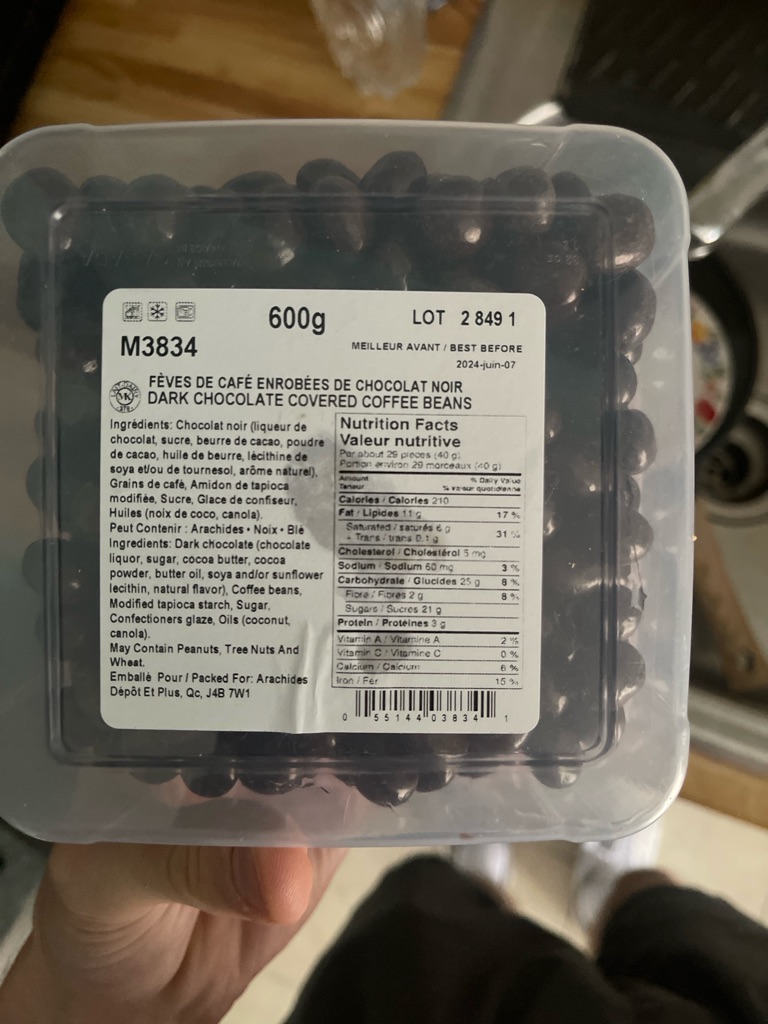 600g
LOT 2 849 1
M3834
MEILLEUR AVANT / BEST BEFORE
2024-juin-07
FÈVES DE CAFÉ ENROBÉES DE CHOCOLAT NOIR
DARK CHOCOLATE COVERED COFFEE BEANS
MK
Ingrédients: Chocolat noir (liqueur de
chocolat, sucre, beurre de cacao, poudre
de cacao, huile de beurre, lécithine de
soya et/ou de tournesol, arôme naturel),
Grains de café, Amidon de tapioca
modifiée, Sucre, Glace de confiseur,
Huiles (noix de coco, canola).
Peut Contenir : Arachides • Noix • Blé
Ingredients: Dark chocolate (chocolate
liquor, sugar, cocoa butter, cocoa
powder, butter oil, soya and/or sunflower
lecithin, natural flavor), Coffee beans,
Modified tapioca starch, Sugar,
Confectioners glaze, Oils (coconut,
canola).
May Contain Peanuts, Tree Nuts And
Wheat.
Emballé Pour / Packed For: Arachides
Dépôt Et Plus, Qc, J4B 7W1
Nutrition Facts
Valeur nutritive
Per about 29 pieces (40 g)
Portion environ 29 morceaux (40 g)
Amount % Daily Value
Teneur % valeur quotidienne
Calories / Calories 210
Fat / Lipides 11 g 17 %
Saturated / saturés 6 g
+ Trans / trans 0.1 g 31 %
Cholesterol / Cholestérol 5 mg
Sodium / Sodium 60 mg 3 %
Carbohydrate / Glucides 25 g 8 %
Fibre / Fibres 2 g 8 %
Sugars / Sucres 21 g
Protein / Protéines 3 g
Vitamin A / Vitamine A 2 %
Vitamin C / Vitamine C 0 %
Calcium / Calcium 6 %
Iron / Fer 15 %
0 55144 03834 1